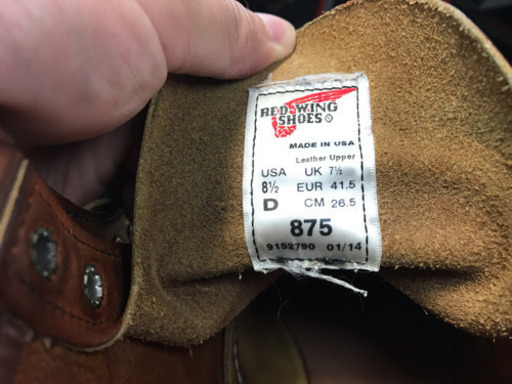 RED WING
SHOES ®
MADE IN USA
Leather Upper
USA UK 7½
8½ EUR 41.5
D CM 26.5
875
9152790 01/14